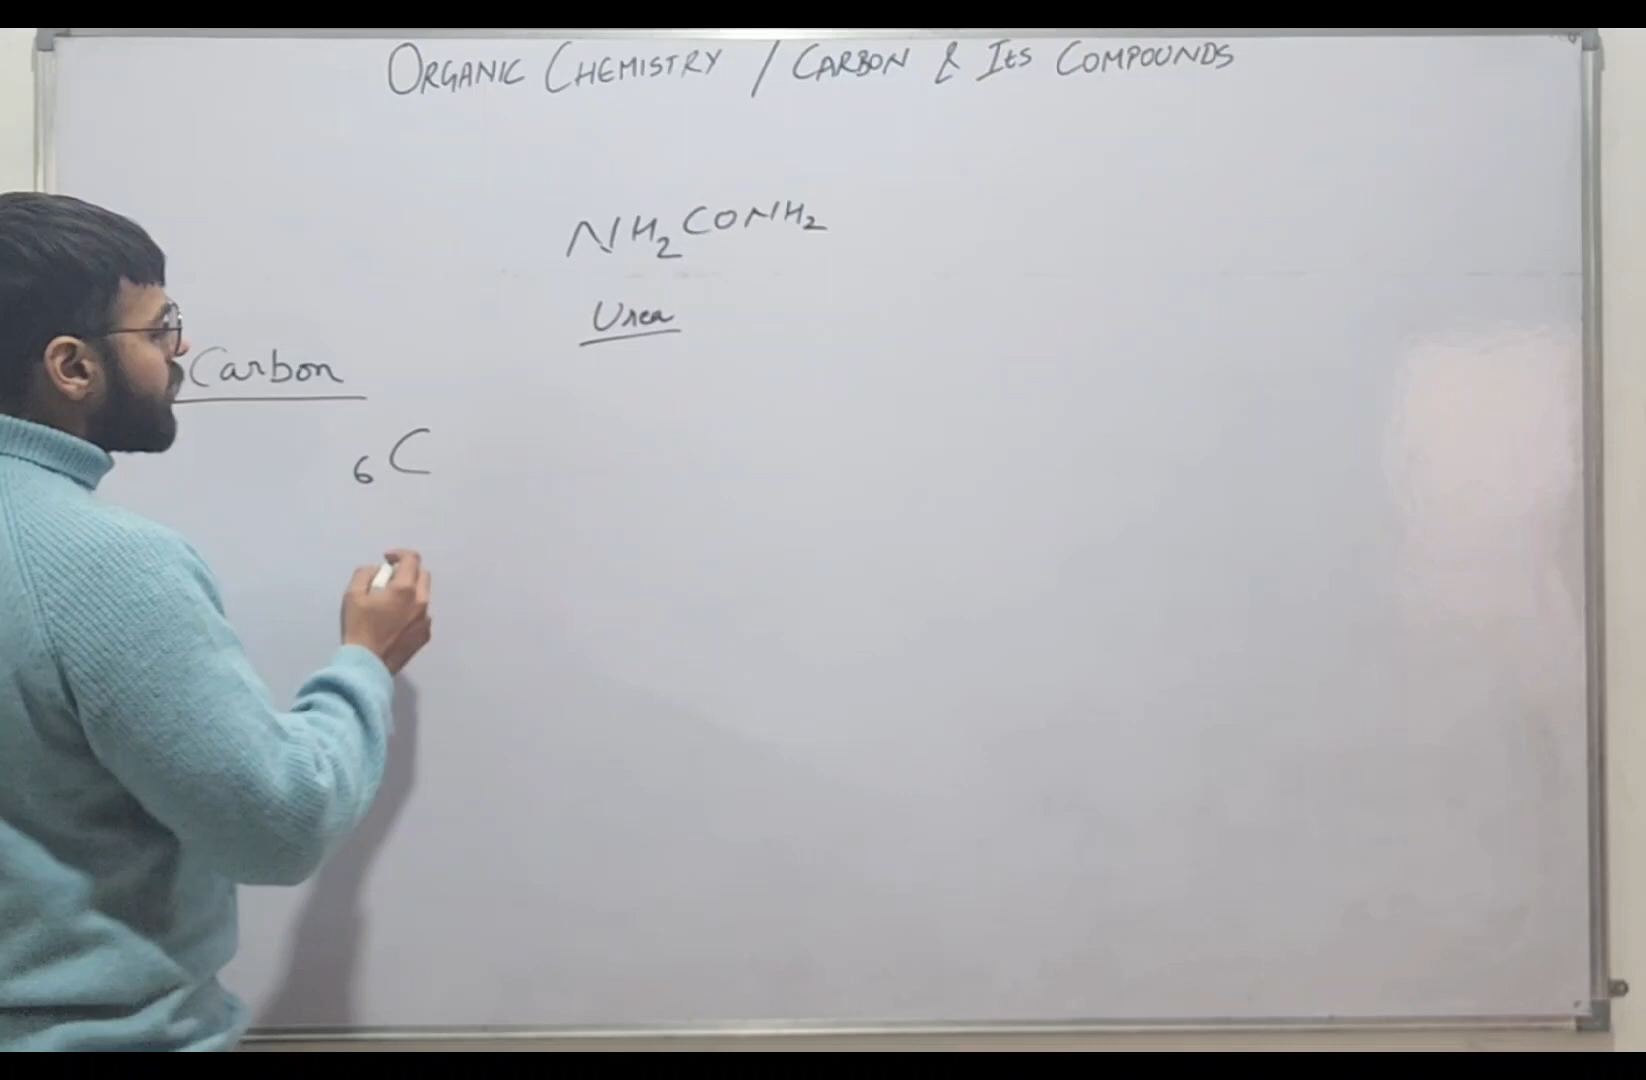 ORGANIC CHEMISTRY / CARBON & ITS COMPOUNDS
NH₂CONH₂
Urea
Carbon
₆C